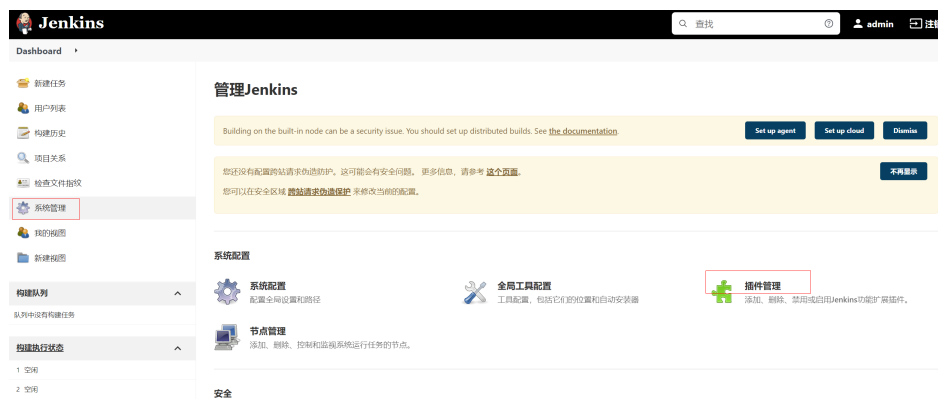 Jenkins
查找
admin
Dashboard
新建任务
用户列表
构建历史
项目关系
检查文件指纹
系统管理
我的视图
新建视图
构建队列
队列中没有构建任务
构建执行状态
1 空闲
2 空闲
管理Jenkins
Building on the built-in node can be a security issue. You should set up distributed builds. See the documentation.
Set up agent
Set up cloud
Dismiss
您还没有配置跨站请求伪造防护。这可能会有安全问题。 更多信息，请参考 这个页面。
您可以在安全区域 跨站请求伪造保护 来修改当前的配置。
不再显示
系统配置
系统配置
配置全局设置和路径
全局工具配置
工具配置，包括它们的位置和自动安装器
插件管理
添加、删除、禁用或启用Jenkins功能扩展插件。
节点管理
添加、删除、控制和监视系统运行任务的节点。
安全